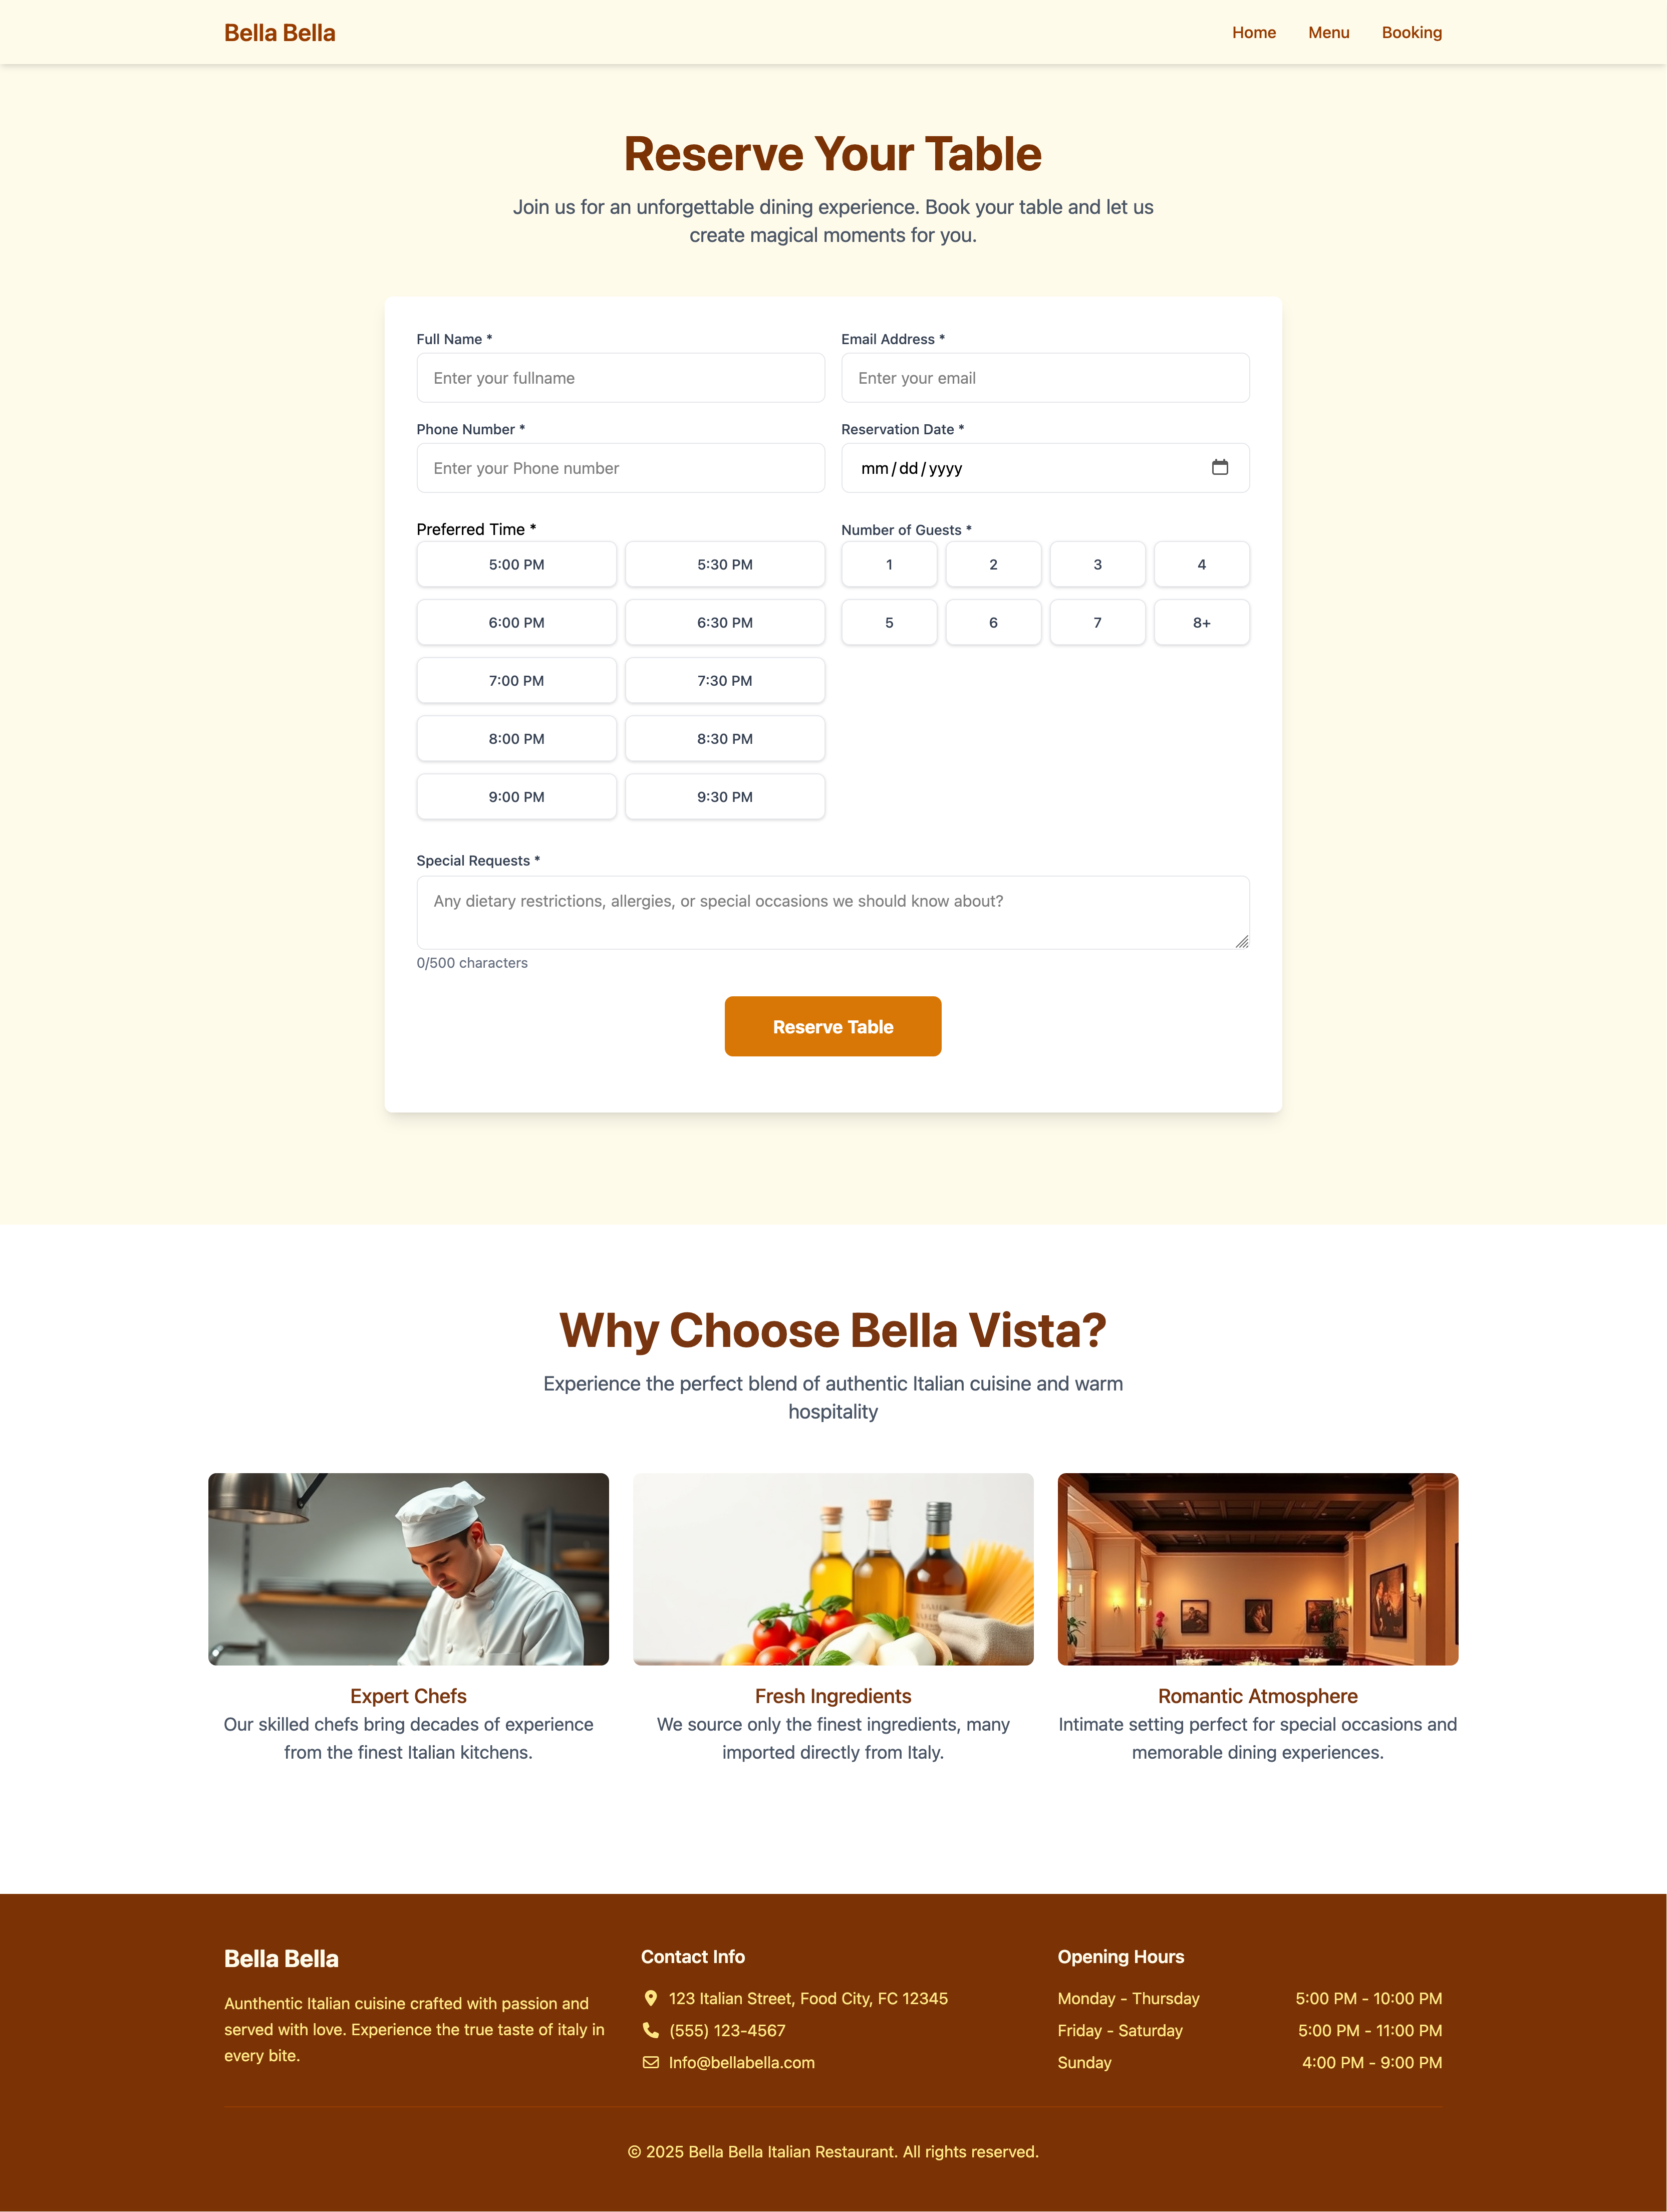 Bella Bella
Home Menu Booking
Reserve Your Table
Join us for an unforgettable dining experience. Book your table and let us
create magical moments for you.
Full Name *
Email Address *
Enter your fullname
Enter your email
Phone Number *
Reservation Date *
Enter your Phone number
mm/dd/yyyy
Preferred Time *
5:00 PM 5:30 PM
6:00 PM 6:30 PM
7:00 PM 7:30 PM
8:00 PM 8:30 PM
9:00 PM 9:30 PM
Number of Guests *
1 2 3 4
5 6 7 8+
Special Requests *
Any dietary restrictions, allergies, or special occasions we should know about?
0/500 characters
Reserve Table
Why Choose Bella Vista?
Experience the perfect blend of authentic Italian cuisine and warm
hospitality
Expert Chefs
Our skilled chefs bring decades of experience
from the finest Italian kitchens.
Fresh Ingredients
We source only the finest ingredients, many
imported directly from Italy.
Romantic Atmosphere
Intimate setting perfect for special occasions and
memorable dining experiences.
Bella Bella
Aunthentic Italian cuisine crafted with passion and
served with love. Experience the true taste of italy in
every bite.
Contact Info
123 Italian Street, Food City, FC 12345
(555) 123-4567
Info@bellabella.com
Opening Hours
Monday - Thursday 5:00 PM - 10:00 PM
Friday - Saturday 5:00 PM - 11:00 PM
Sunday 4:00 PM - 9:00 PM
© 2025 Bella Bella Italian Restaurant. All rights reserved.